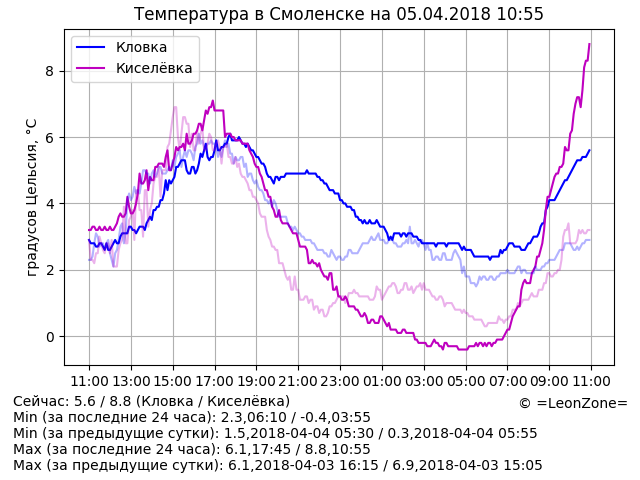 Температура в Смоленске на 05.04.2018 10:55
Кловка
Киселёвка
градусов Цельсия, °C
8
6
4
2
0
11:00 13:00 15:00 17:00 19:00 21:00 23:00 01:00 03:00 05:00 07:00 09:00 11:00
Сейчас: 5.6 / 8.8 (Кловка / Киселёвка)
© =LeonZone=
Min (за последние 24 часа): 2.3,06:10 / -0.4,03:55
Min (за предыдущие сутки): 1.5,2018-04-04 05:30 / 0.3,2018-04-04 05:55
Max (за последние 24 часа): 6.1,17:45 / 8.8,10:55
Max (за предыдущие сутки): 6.1,2018-04-03 16:15 / 6.9,2018-04-03 15:05